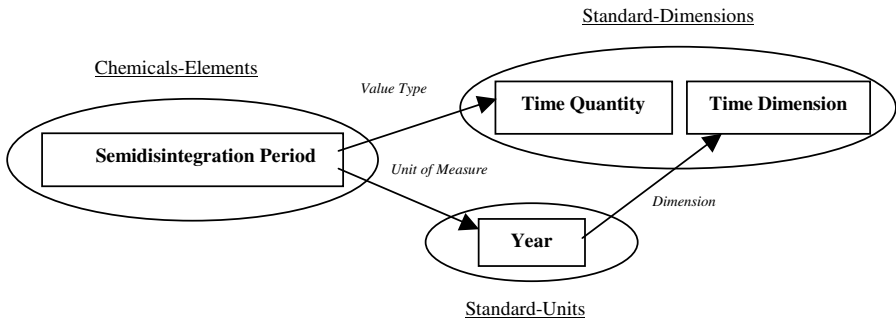 Standard-Dimensions
Chemicals-Elements
Value Type
Time Quantity
Time Dimension
Semidisintegration Period
Unit of Measure
Dimension
Year
Standard-Units